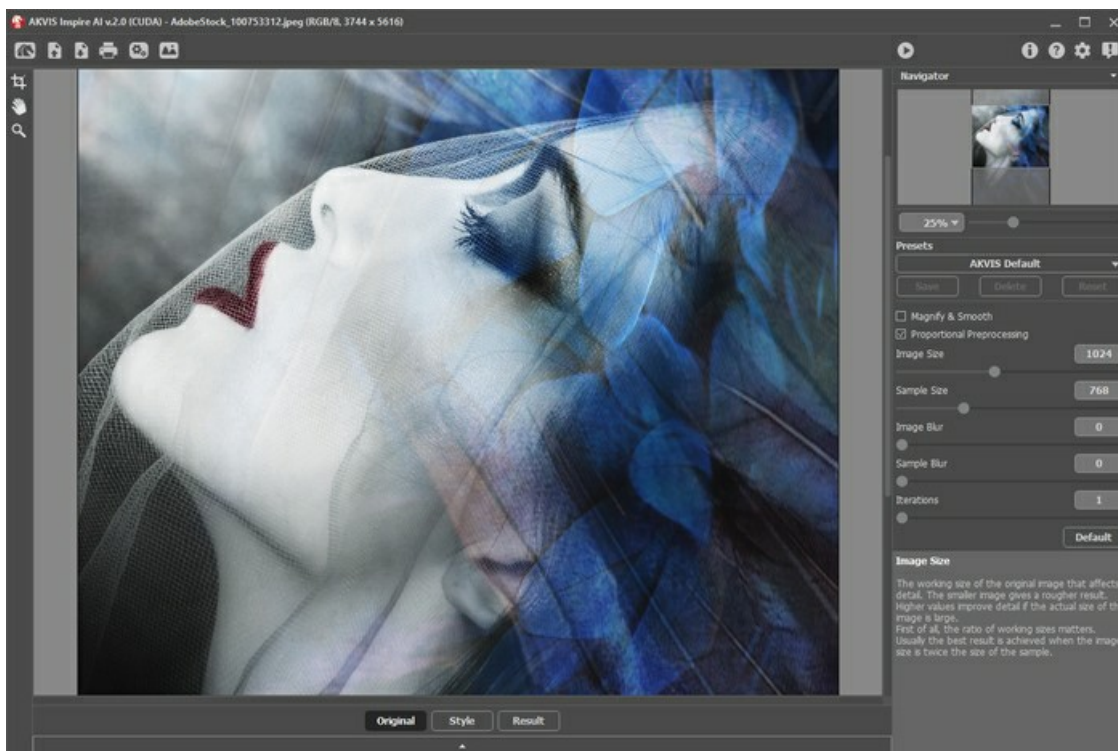 AKVIS Inspire AI v.2.0 (CUDA) - AdobeStock_100753312.jpeg (RGB/8, 3744 x 5616)
Navigator
25%
Presets
AKVIS Default
Save Delete Reset
Magnify & Smooth
Proportional Preprocessing
Image Size 1024
Sample Size 768
Image Blur 0
Sample Blur 0
Iterations 1
Default
Image Size
The working size of the original image that affects
detail. The smaller image gives a rougher result.
Higher values improve detail if the actual size of the
image is large.
First of all, the ratio of working sizes matters.
Usually the best result is achieved when the image
size is twice the size of the sample.
Original Style Result